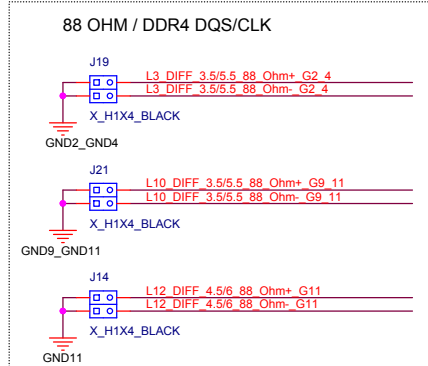 88 OHM / DDR4 DQS/CLK
J19
L3_DIFF_3.5/5.5_88_Ohm+_G2_4
L3_DIFF_3.5/5.5_88_Ohm-_G2_4
X_H1X4_BLACK
GND2_GND4
J21
L10_DIFF_3.5/5.5_88_Ohm+_G9_11
L10_DIFF_3.5/5.5_88_Ohm-_G9_11
X_H1X4_BLACK
GND9_GND11
J14
L12_DIFF_4.5/6_88_Ohm+_G11
L12_DIFF_4.5/6_88_Ohm-_G11
X_H1X4_BLACK
GND11